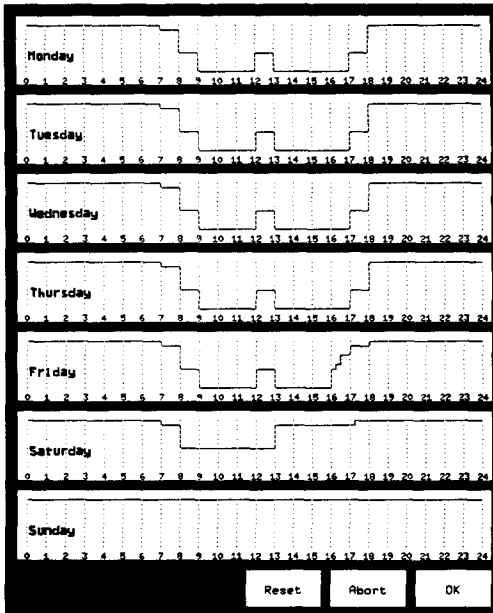 Monday
0 1 2 3 4 5 6 7 8 9 10 11 12 13 14 15 16 17 18 19 20 21 22 23 24
Tuesday
0 1 2 3 4 5 6 7 8 9 10 11 12 13 14 15 16 17 18 19 20 21 22 23 24
Wednesday
0 1 2 3 4 5 6 7 8 9 10 11 12 13 14 15 16 17 18 19 20 21 22 23 24
Thursday
0 1 2 3 4 5 6 7 8 9 10 11 12 13 14 15 16 17 18 19 20 21 22 23 24
Friday
0 1 2 3 4 5 6 7 8 9 10 11 12 13 14 15 16 17 18 19 20 21 22 23 24
Saturday
0 1 2 3 4 5 6 7 8 9 10 11 12 13 14 15 16 17 18 19 20 21 22 23 24
Sunday
0 1 2 3 4 5 6 7 8 9 10 11 12 13 14 15 16 17 18 19 20 21 22 23 24
Reset Abort OK